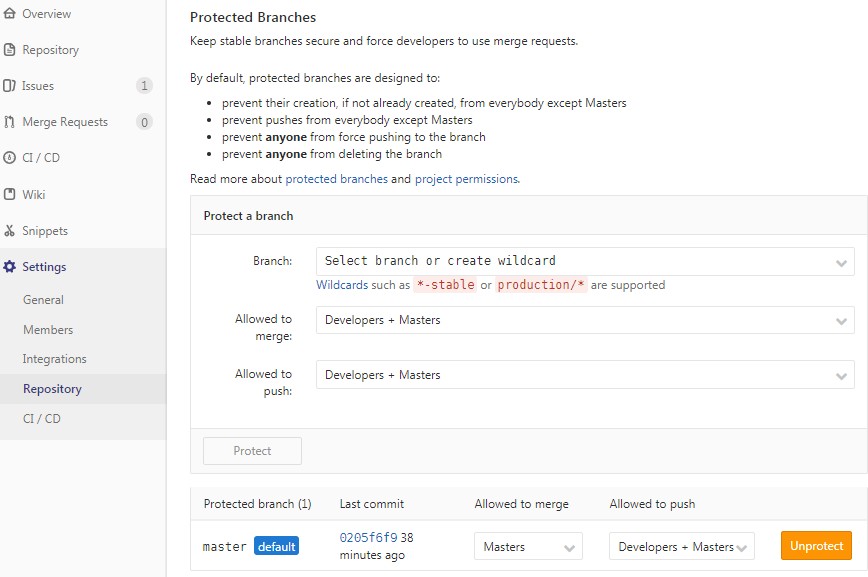 Overview
Repository
Issues 1
Merge Requests 0
CI / CD
Wiki
Snippets
Settings
General
Members
Integrations
Repository
CI / CD
Protected Branches
Keep stable branches secure and force developers to use merge requests.
By default, protected branches are designed to:
• prevent their creation, if not already created, from everybody except Masters
• prevent pushes from everybody except Masters
• prevent anyone from force pushing to the branch
• prevent anyone from deleting the branch
Read more about protected branches and project permissions.
Protect a branch
Branch: Select branch or create wildcard
Wildcards such as *-stable or production/* are supported
Allowed to Developers + Masters
merge:
Allowed to Developers + Masters
push:
Protect
Protected branch (1) Last commit Allowed to merge Allowed to push
master default 0205f6f9 38 Masters Developers + Masters Unprotect
minutes ago